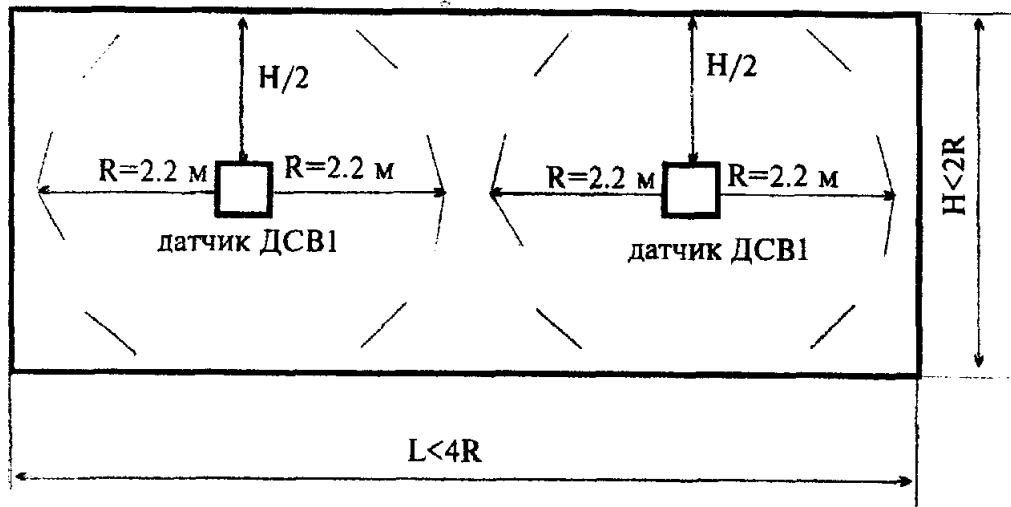 H/2
H/2
R=2.2 м
R=2.2 м
R=2.2 м
R=2.2 м
датчик ДСВ1
датчик ДСВ1
H<2R
L<4R